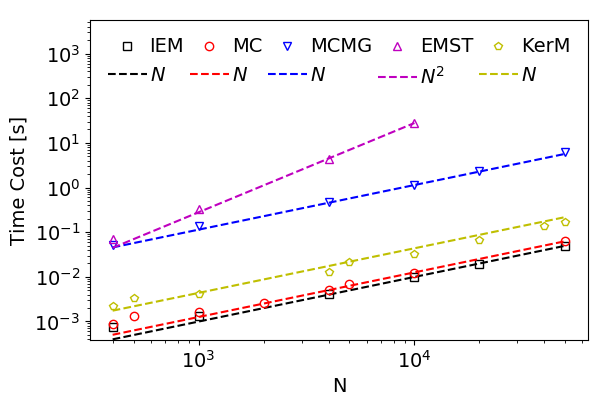 IEM MC MCMG EMST KerM
N N N N² N
Time Cost [s]
10³
10²
10¹
10⁰
10⁻¹
10⁻²
10⁻³
10³ 10⁴
N